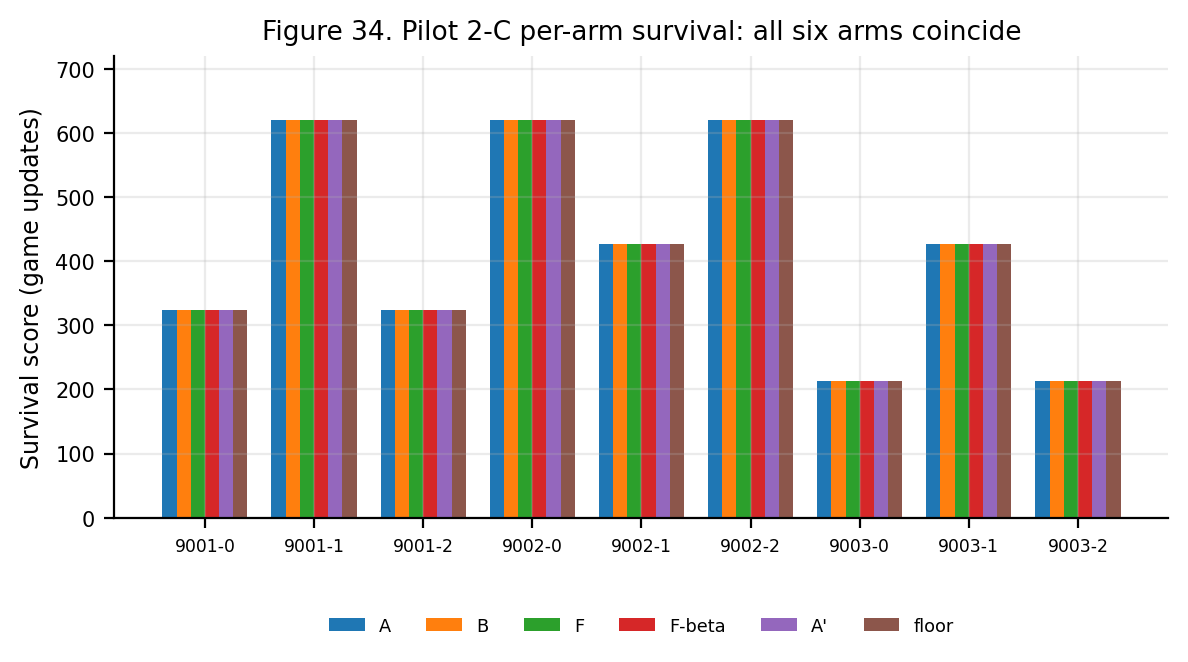 Figure 34. Pilot 2-C per-arm survival: all six arms coincide
Survival score (game updates)
700
600
500
400
300
200
100
0
9001-0 9001-1 9001-2 9002-0 9002-1 9002-2 9003-0 9003-1 9003-2
A B F F-beta A' floor